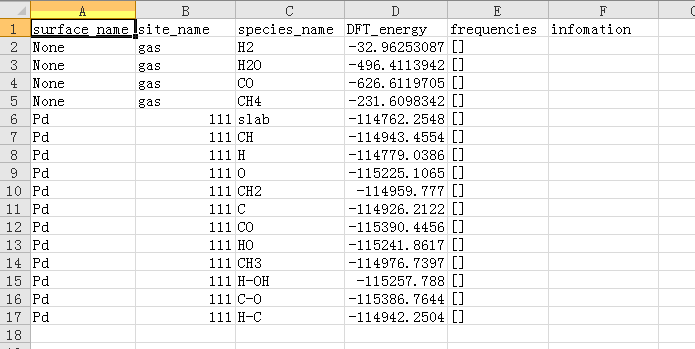 A B C D E F
1 surface_name site_name species_name DFT_energy frequencies infomation
2 None gas H2 -32.96253087 []
3 None gas H2O -496.4113942 []
4 None gas CO -626.6119705 []
5 None gas CH4 -231.6098342 []
6 Pd 111 slab -114762.2548 []
7 Pd 111 CH -114943.4554 []
8 Pd 111 H -114779.0386 []
9 Pd 111 O -115225.1065 []
10 Pd 111 CH2 -114959.777 []
11 Pd 111 C -114926.2122 []
12 Pd 111 CO -115390.4456 []
13 Pd 111 HO -115241.8617 []
14 Pd 111 CH3 -114976.7397 []
15 Pd 111 H-OH -115257.788 []
16 Pd 111 C-O -115386.7644 []
17 Pd 111 H-C -114942.2504 []
18